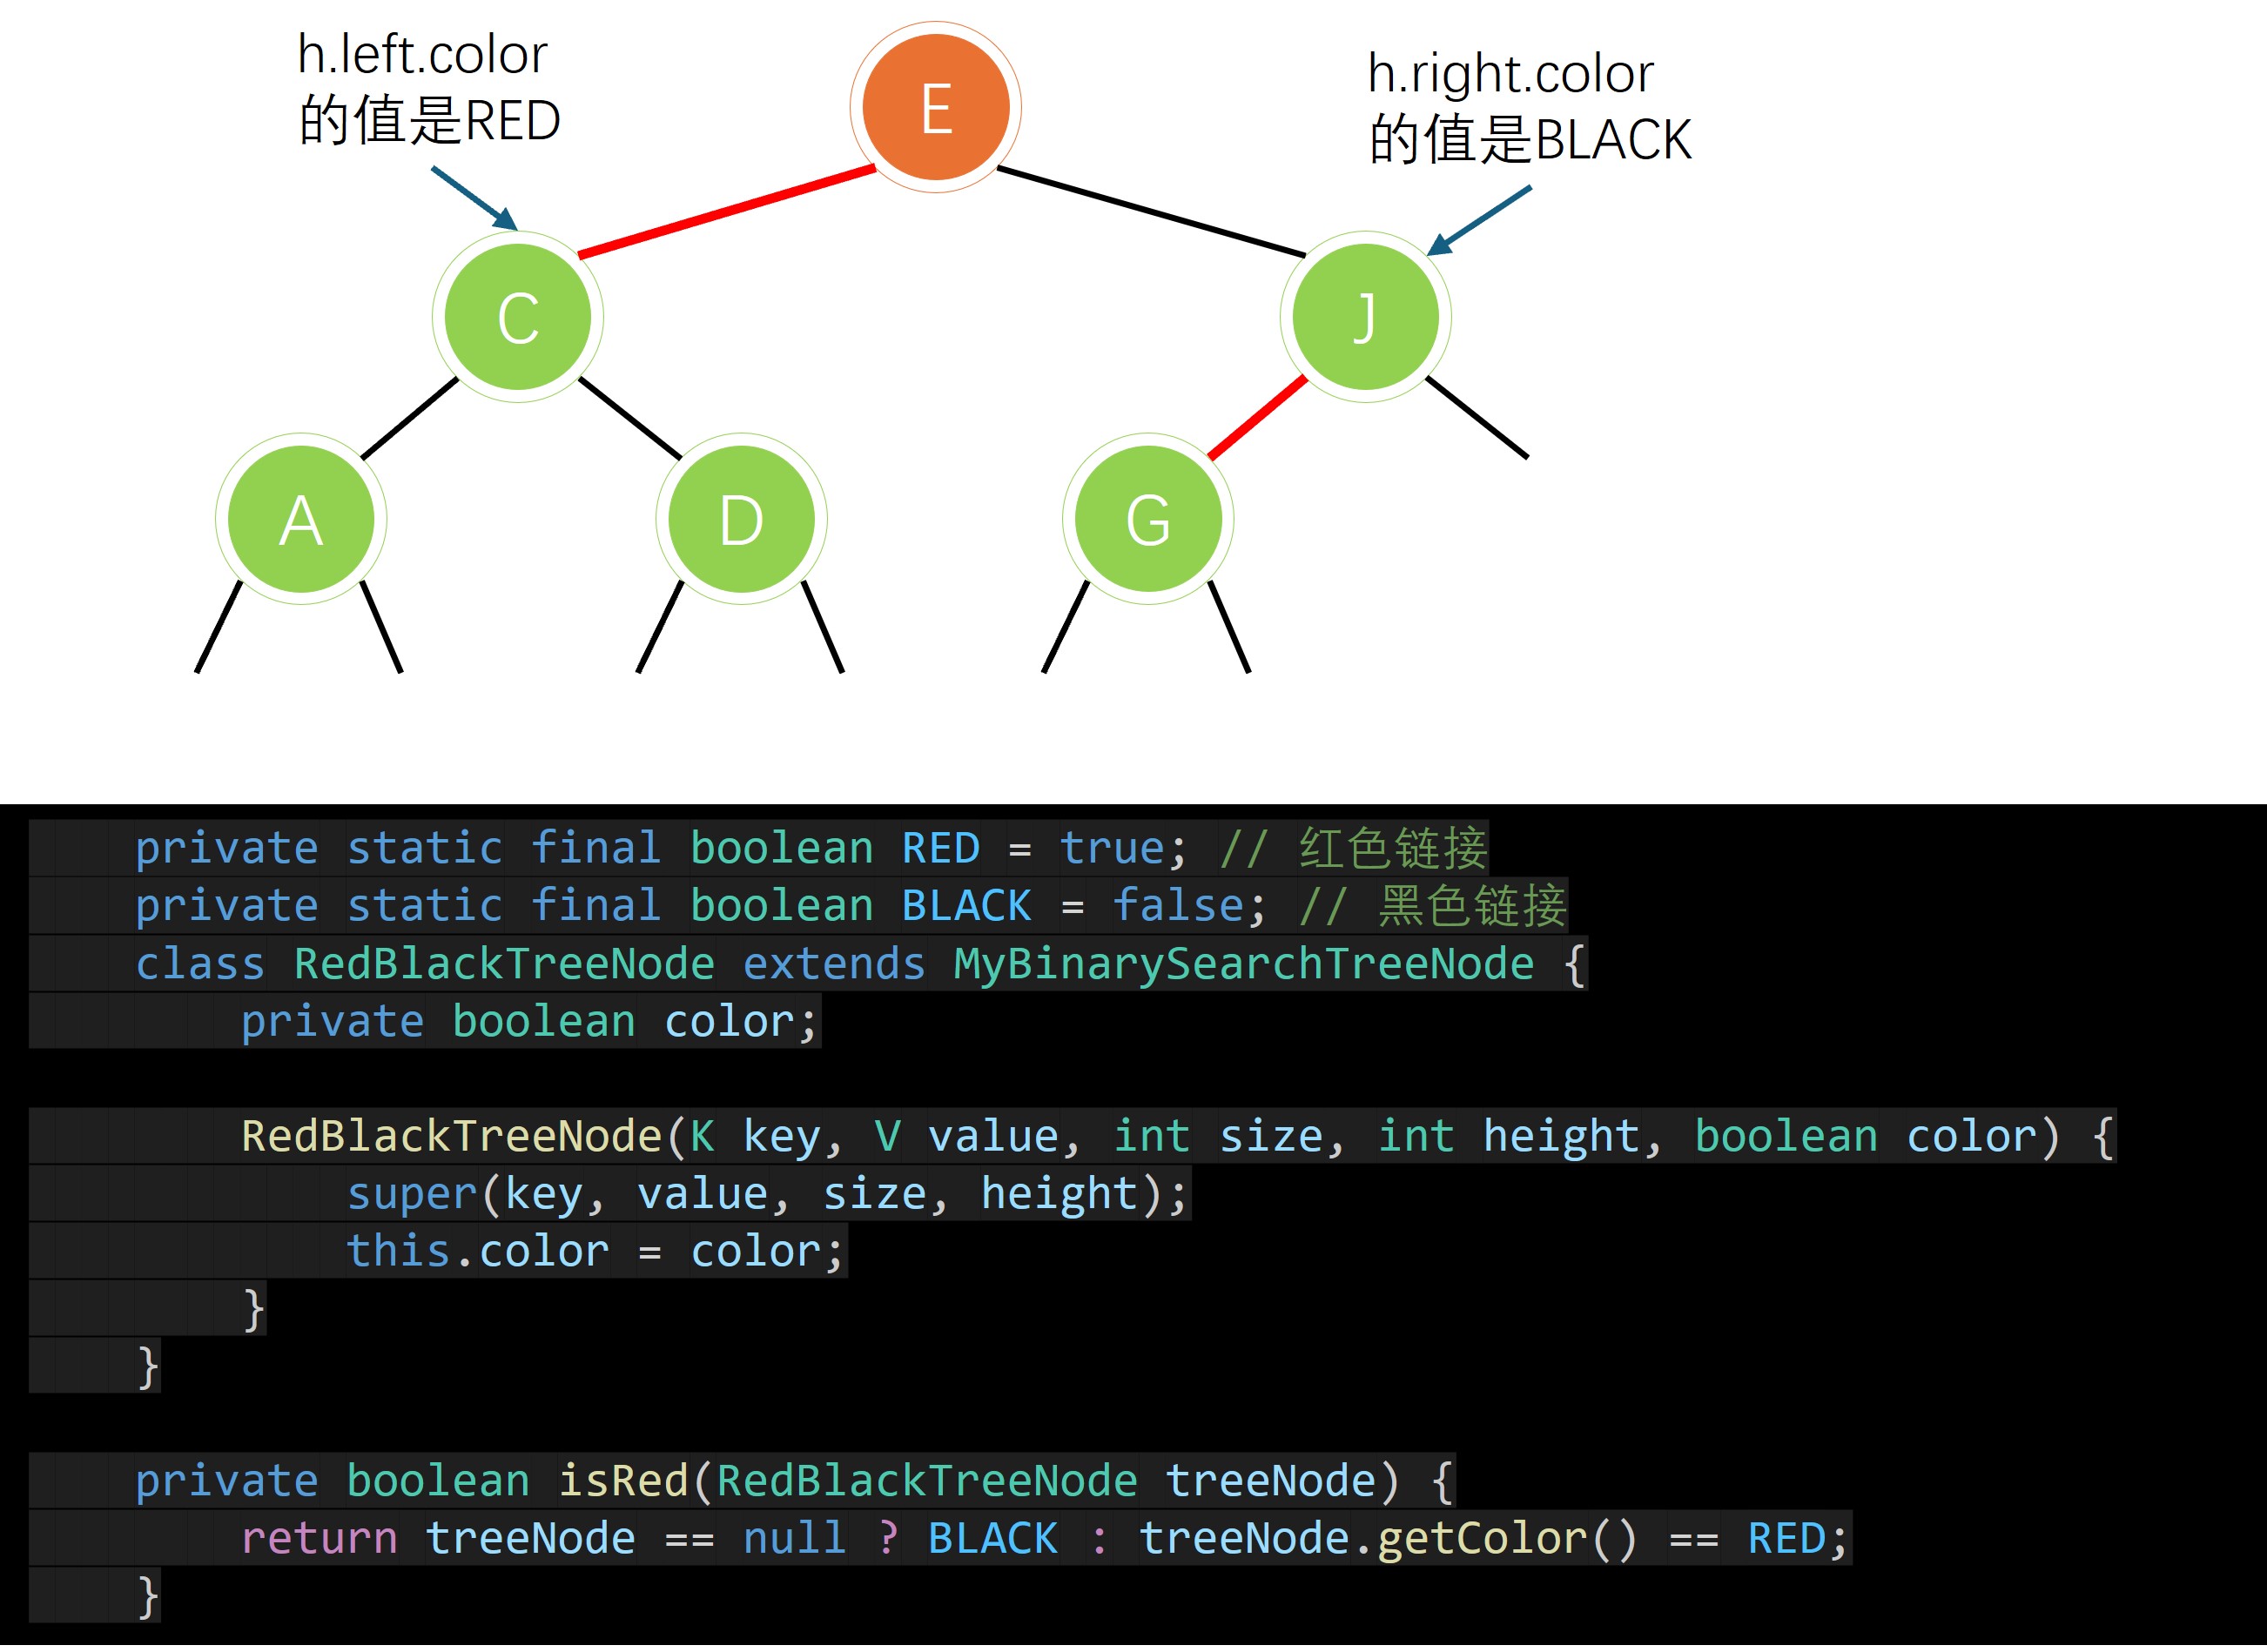 h.left.color
的值是RED
E
h.right.color
的值是BLACK
C
J
A
D
G
private static final boolean RED = true; // 红色链接
private static final boolean BLACK = false; // 黑色链接
class RedBlackTreeNode extends MyBinarySearchTreeNode {
private boolean color;
RedBlackTreeNode(K key, V value, int size, int height, boolean color) {
super(key, value, size, height);
this.color = color;
}
}
private boolean isRed(RedBlackTreeNode treeNode) {
return treeNode == null ? BLACK : treeNode.getColor() == RED;
}